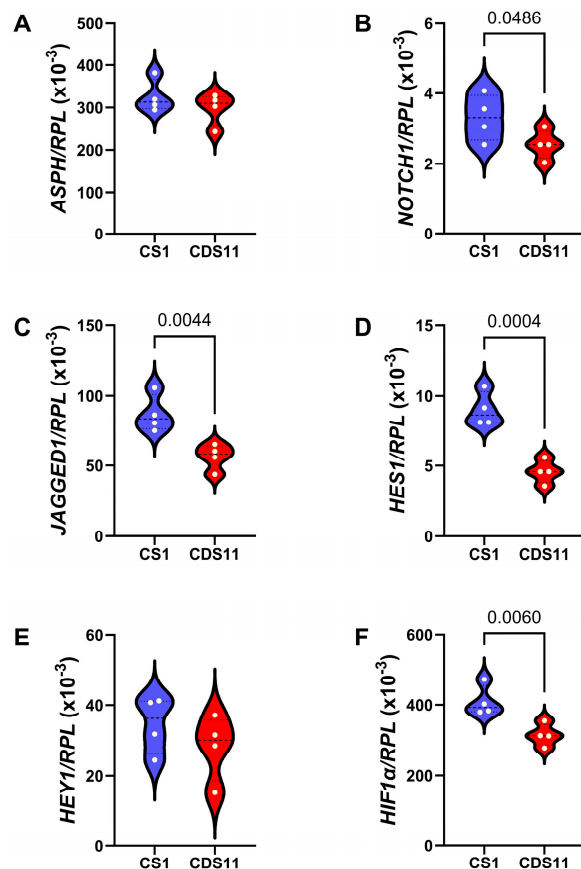 A
ASPH/RPL (x10⁻³)
500
400
300
200
100
0
CS1 CDS11
B
NOTCH1/RPL (x10⁻³)
0.0486
6
4
2
0
CS1 CDS11
C
JAGGED1/RPL (x10⁻³)
0.0044
150
100
50
0
CS1 CDS11
D
HES1/RPL (x10⁻³)
0.0004
15
10
5
0
CS1 CDS11
E
HEY1/RPL (x10⁻³)
60
40
20
0
CS1 CDS11
F
HIF1α/RPL (x10⁻³)
0.0060
600
400
200
0
CS1 CDS11